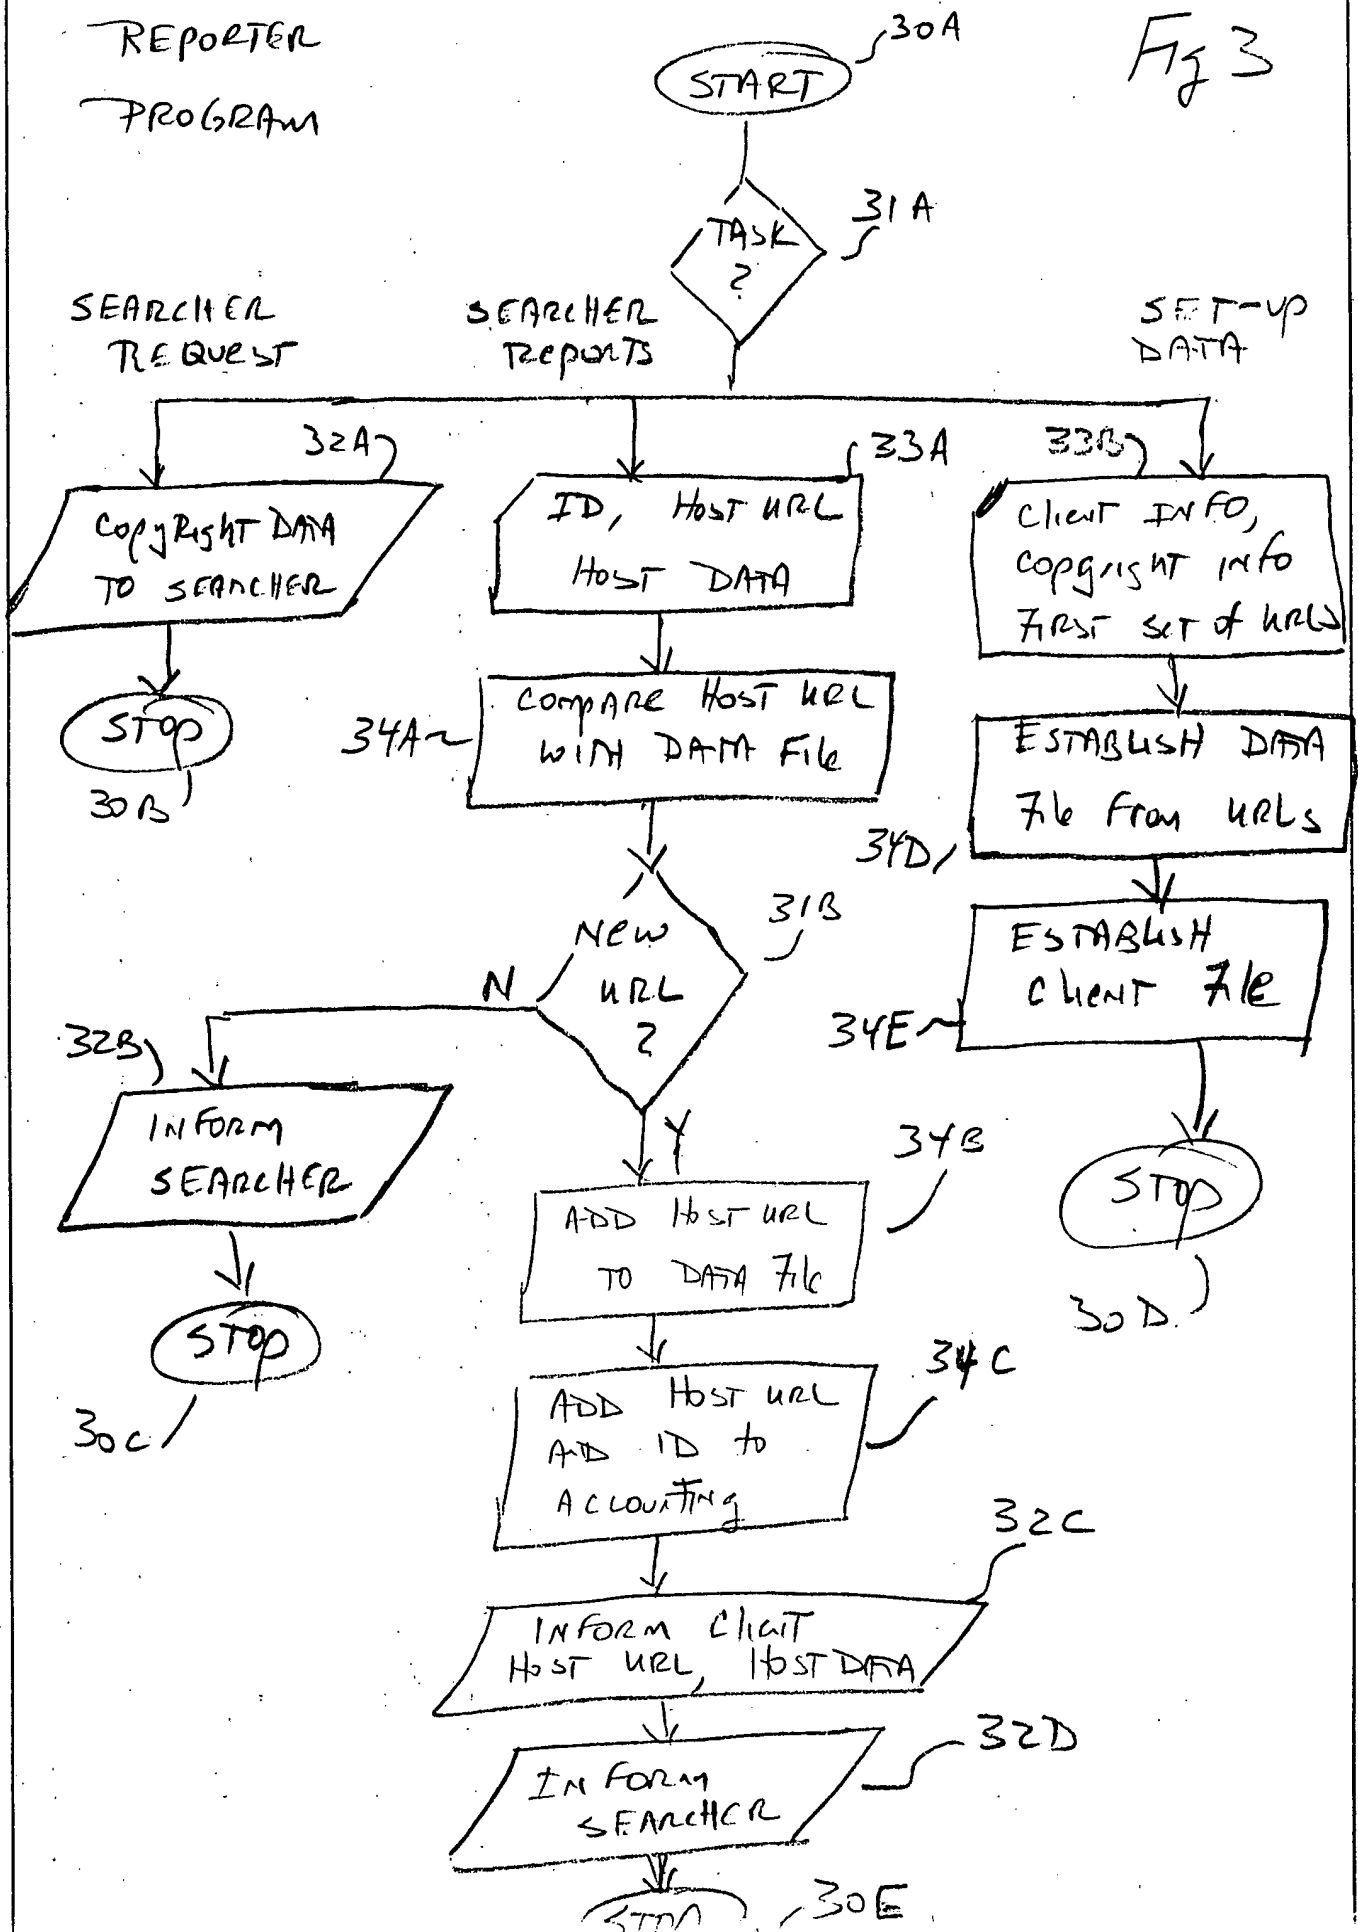 REPORTER
PROGRAM
Fig 3
30A
START
31A
TASK
?
SEARCHER
REQUEST
SEARCHER
REPORTS
SET-UP
DATA
32A
33A
33B
COPYRIGHT DATA
TO SEARCHER
ID, HOST URL
HOST DATA
Client INFO,
Copyright info
FIRST SET of URLs
STOP
30B
34A
COMPARE HOST URL
WITH DATA File
ESTABLISH DATA
File From URLs
34D
31B
New
URL
?
N
Y
ESTABLISH
Client File
34E
32B
INFORM
SEARCHER
STOP
30C
34B
ADD HOST URL
TO DATA File
STOP
30D
34C
ADD HOST URL
AND ID to
ACCOUNTING
32C
INFORM Client
HOST URL, HOST DATA
32D
INFORM
SEARCHER
STOP
30E